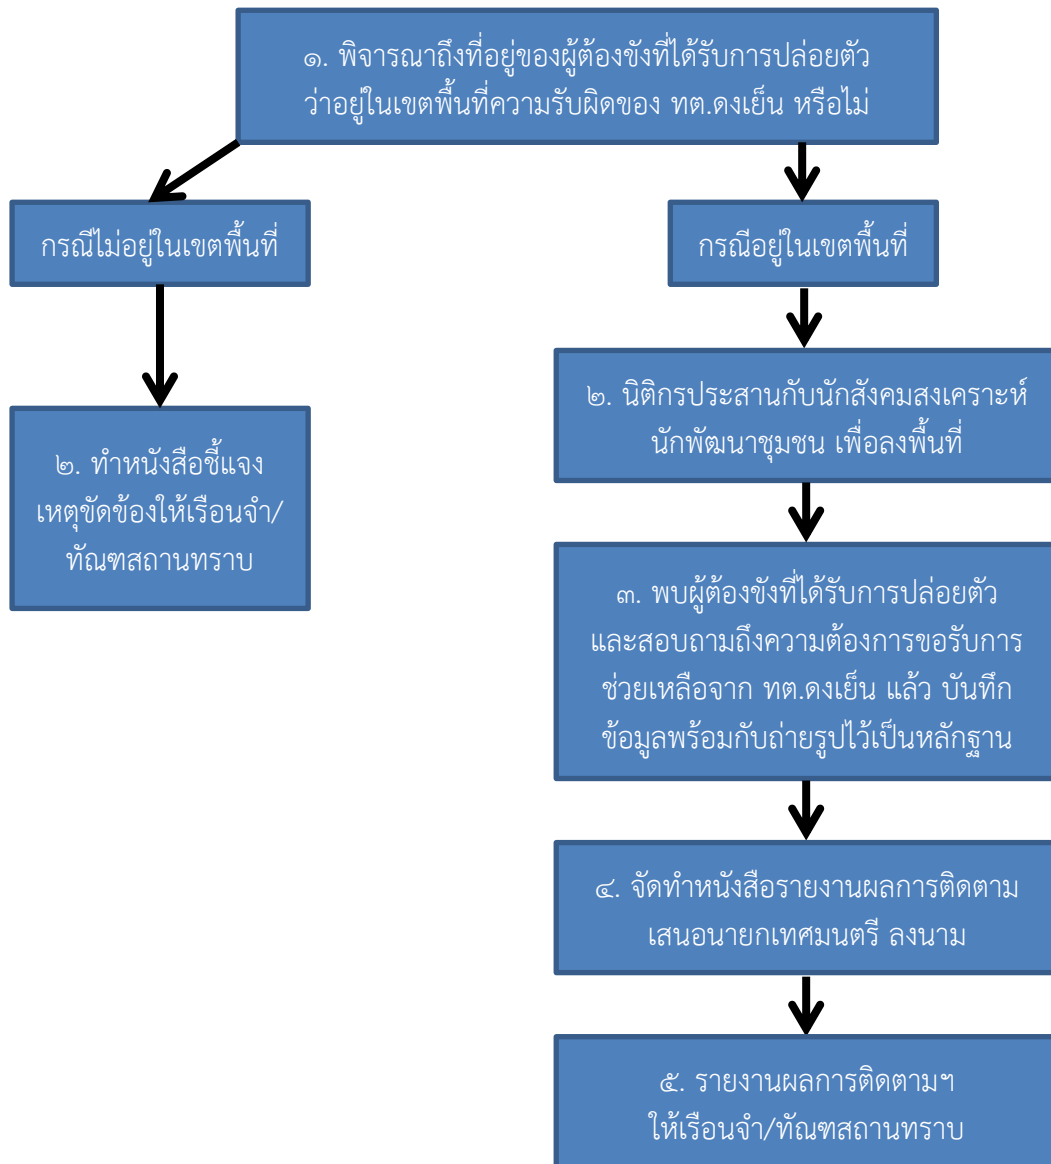 ๑. พิจารณาถึงที่อยู่ของผู้ต้องขังที่ได้รับการปล่อยตัว
ว่าอยู่ในเขตพื้นที่ความรับผิดของ ทต.ดงเย็น หรือไม่
กรณีไม่อยู่ในเขตพื้นที่
กรณีอยู่ในเขตพื้นที่
๒. ทำหนังสือชี้แจง
เหตุขัดข้องให้เรือนจำ/
ทัณฑสถานทราบ
๒. นิติกรประสานกับนักสังคมสงเคราะห์
นักพัฒนาชุมชน เพื่อลงพื้นที่
๓. พบผู้ต้องขังที่ได้รับการปล่อยตัว
และสอบถามถึงความต้องการขอรับการ
ช่วยเหลือจาก ทต.ดงเย็น แล้ว บันทึก
ข้อมูลพร้อมกับถ่ายรูปไว้เป็นหลักฐาน
๔. จัดทำหนังสือรายงานผลการติดตาม
เสนอนายกเทศมนตรี ลงนาม
๕. รายงานผลการติดตามฯ
ให้เรือนจำ/ทัณฑสถานทราบ